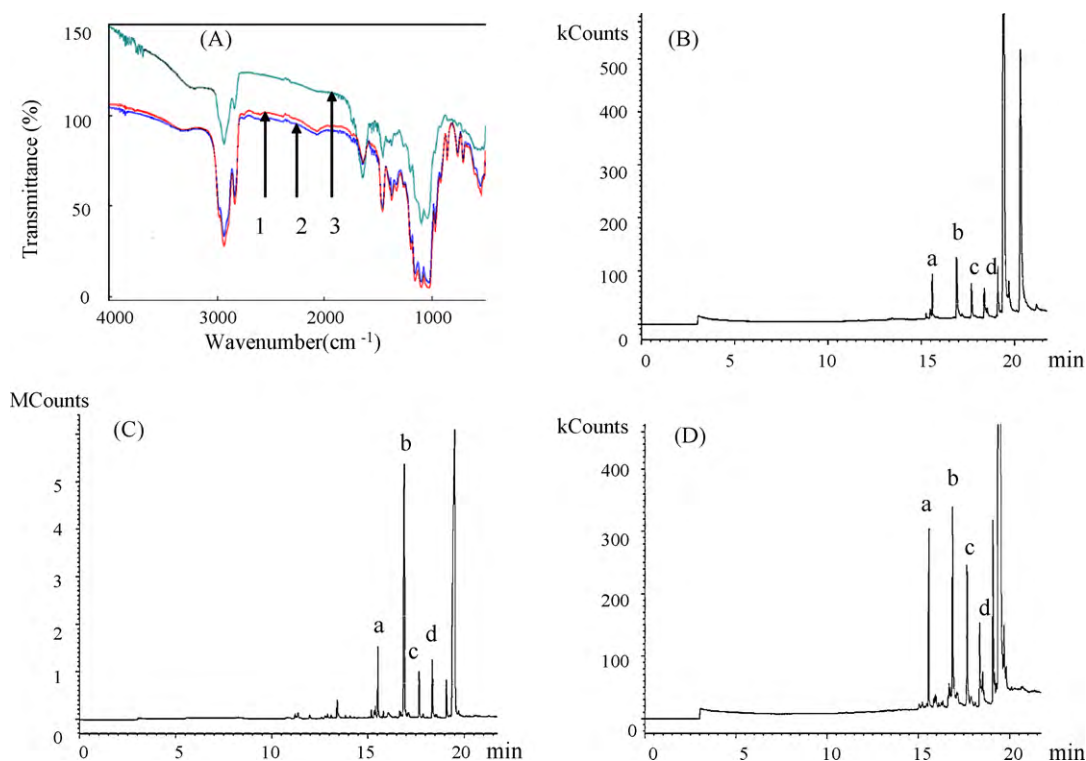 (A)
150
100
50
0
Transmittance (%)
1 2 3
4000 3000 2000 1000
Wavenumber(cm -1)
kCounts (B)
500
400
300
200
100
0
a b c d
0 5 10 15 20 min
MCounts
(C)
5
4
3
2
1
0
a b c d
0 5 10 15 20 min
kCounts (D)
400
300
200
100
0
a b c d
0 5 10 15 20 min